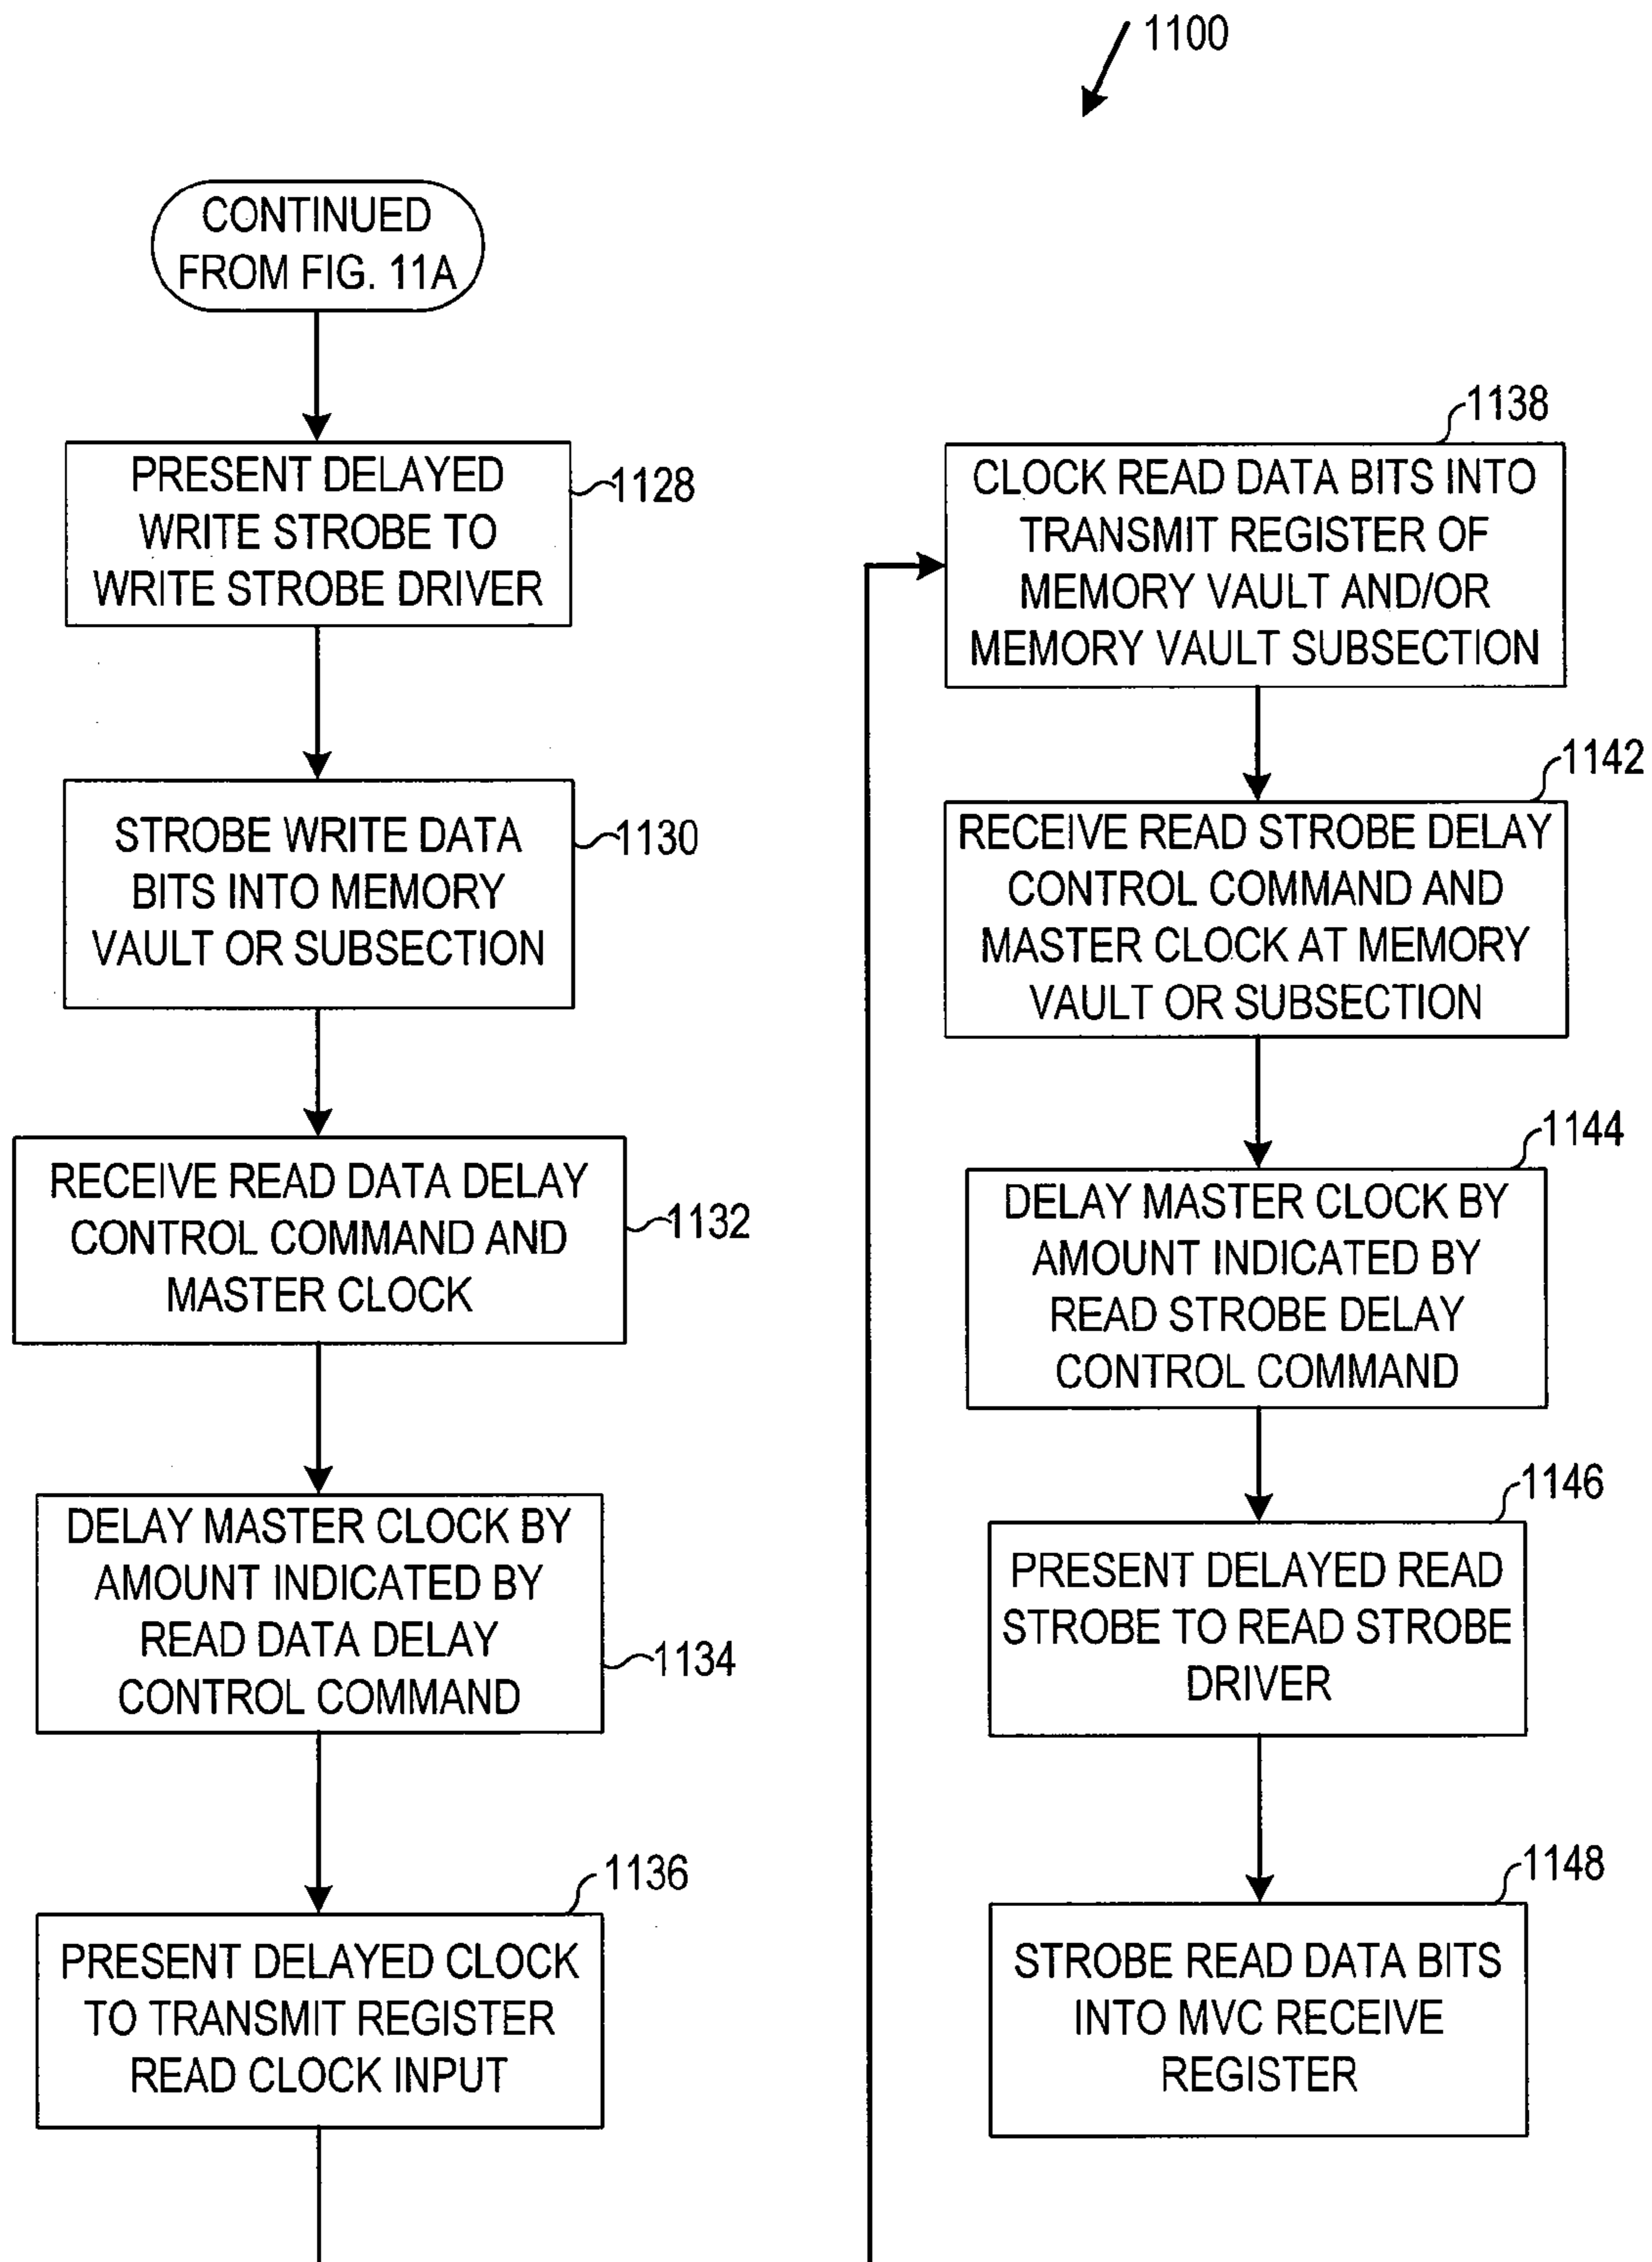 1100
CONTINUED
FROM FIG. 11A
PRESENT DELAYED
WRITE STROBE TO
WRITE STROBE DRIVER
1128
STROBE WRITE DATA
BITS INTO MEMORY
VAULT OR SUBSECTION
1130
RECEIVE READ DATA DELAY
CONTROL COMMAND AND
MASTER CLOCK
1132
DELAY MASTER CLOCK BY
AMOUNT INDICATED BY
READ DATA DELAY
CONTROL COMMAND
1134
1136
PRESENT DELAYED CLOCK
TO TRANSMIT REGISTER
READ CLOCK INPUT
1138
CLOCK READ DATA BITS INTO
TRANSMIT REGISTER OF
MEMORY VAULT AND/OR
MEMORY VAULT SUBSECTION
1142
RECEIVE READ STROBE DELAY
CONTROL COMMAND AND
MASTER CLOCK AT MEMORY
VAULT OR SUBSECTION
1144
DELAY MASTER CLOCK BY
AMOUNT INDICATED BY
READ STROBE DELAY
CONTROL COMMAND
1146
PRESENT DELAYED READ
STROBE TO READ STROBE
DRIVER
1148
STROBE READ DATA BITS
INTO MVC RECEIVE
REGISTER